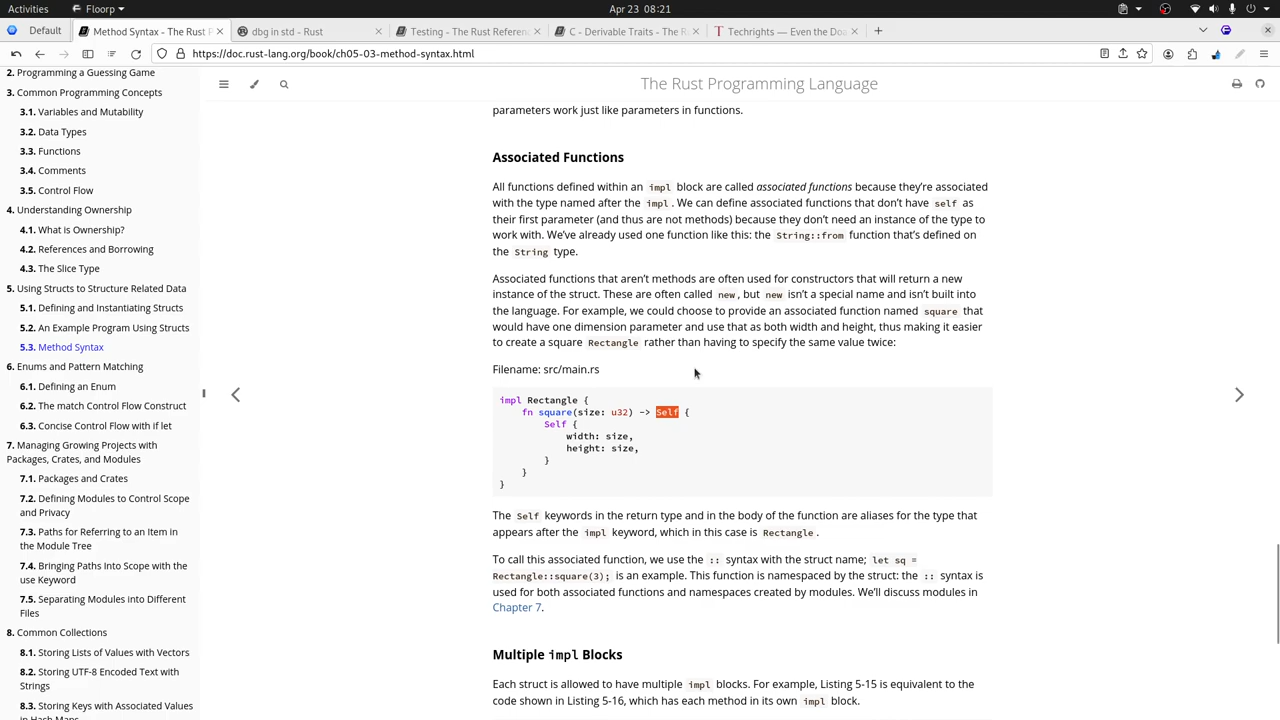 Activities
Floorp
Apr 23 08:21
Default
Method Syntax - The Rust P
dbg in std - Rust
Testing - The Rust Referenc
C - Derivable Traits - The R
Techrights — Even the Doa
https://doc.rust-lang.org/book/ch05-03-method-syntax.html
2. Programming a Guessing Game
3. Common Programming Concepts
3.1. Variables and Mutability
3.2. Data Types
3.3. Functions
3.4. Comments
3.5. Control Flow
4. Understanding Ownership
4.1. What is Ownership?
4.2. References and Borrowing
4.3. The Slice Type
5. Using Structs to Structure Related Data
5.1. Defining and Instantiating Structs
5.2. An Example Program Using Structs
5.3. Method Syntax
6. Enums and Pattern Matching
6.1. Defining an Enum
6.2. The match Control Flow Construct
6.3. Concise Control Flow with if let
7. Managing Growing Projects with
Packages, Crates, and Modules
7.1. Packages and Crates
7.2. Defining Modules to Control Scope
and Privacy
7.3. Paths for Referring to an Item in
the Module Tree
7.4. Bringing Paths Into Scope with the
use Keyword
7.5. Separating Modules into Different
Files
8. Common Collections
8.1. Storing Lists of Values with Vectors
8.2. Storing UTF-8 Encoded Text with
Strings
8.3. Storing Keys with Associated Values
in Hash Maps
The Rust Programming Language
parameters work just like parameters in functions.
Associated Functions
All functions defined within an impl block are called associated functions because they’re associated
with the type named after the impl. We can define associated functions that don’t have self as
their first parameter (and thus are not methods) because they don’t need an instance of the type to
work with. We’ve already used one function like this: the String::from function that’s defined on
the String type.
Associated functions that aren’t methods are often used for constructors that will return a new
instance of the struct. These are often called new, but new isn’t a special name and isn’t built into
the language. For example, we could choose to provide an associated function named square that
would have one dimension parameter and use that as both width and height, thus making it easier
to create a square Rectangle rather than having to specify the same value twice:
Filename: src/main.rs
impl Rectangle {
fn square(size: u32) -> Self {
Self {
width: size,
height: size,
}
}
}
The Self keywords in the return type and in the body of the function are aliases for the type that
appears after the impl keyword, which in this case is Rectangle.
To call this associated function, we use the :: syntax with the struct name; let sq =
Rectangle::square(3); is an example. This function is namespaced by the struct: the :: syntax is
used for both associated functions and namespaces created by modules. We’ll discuss modules in
Chapter 7.
Multiple impl Blocks
Each struct is allowed to have multiple impl blocks. For example, Listing 5-15 is equivalent to the
code shown in Listing 5-16, which has each method in its own impl block.